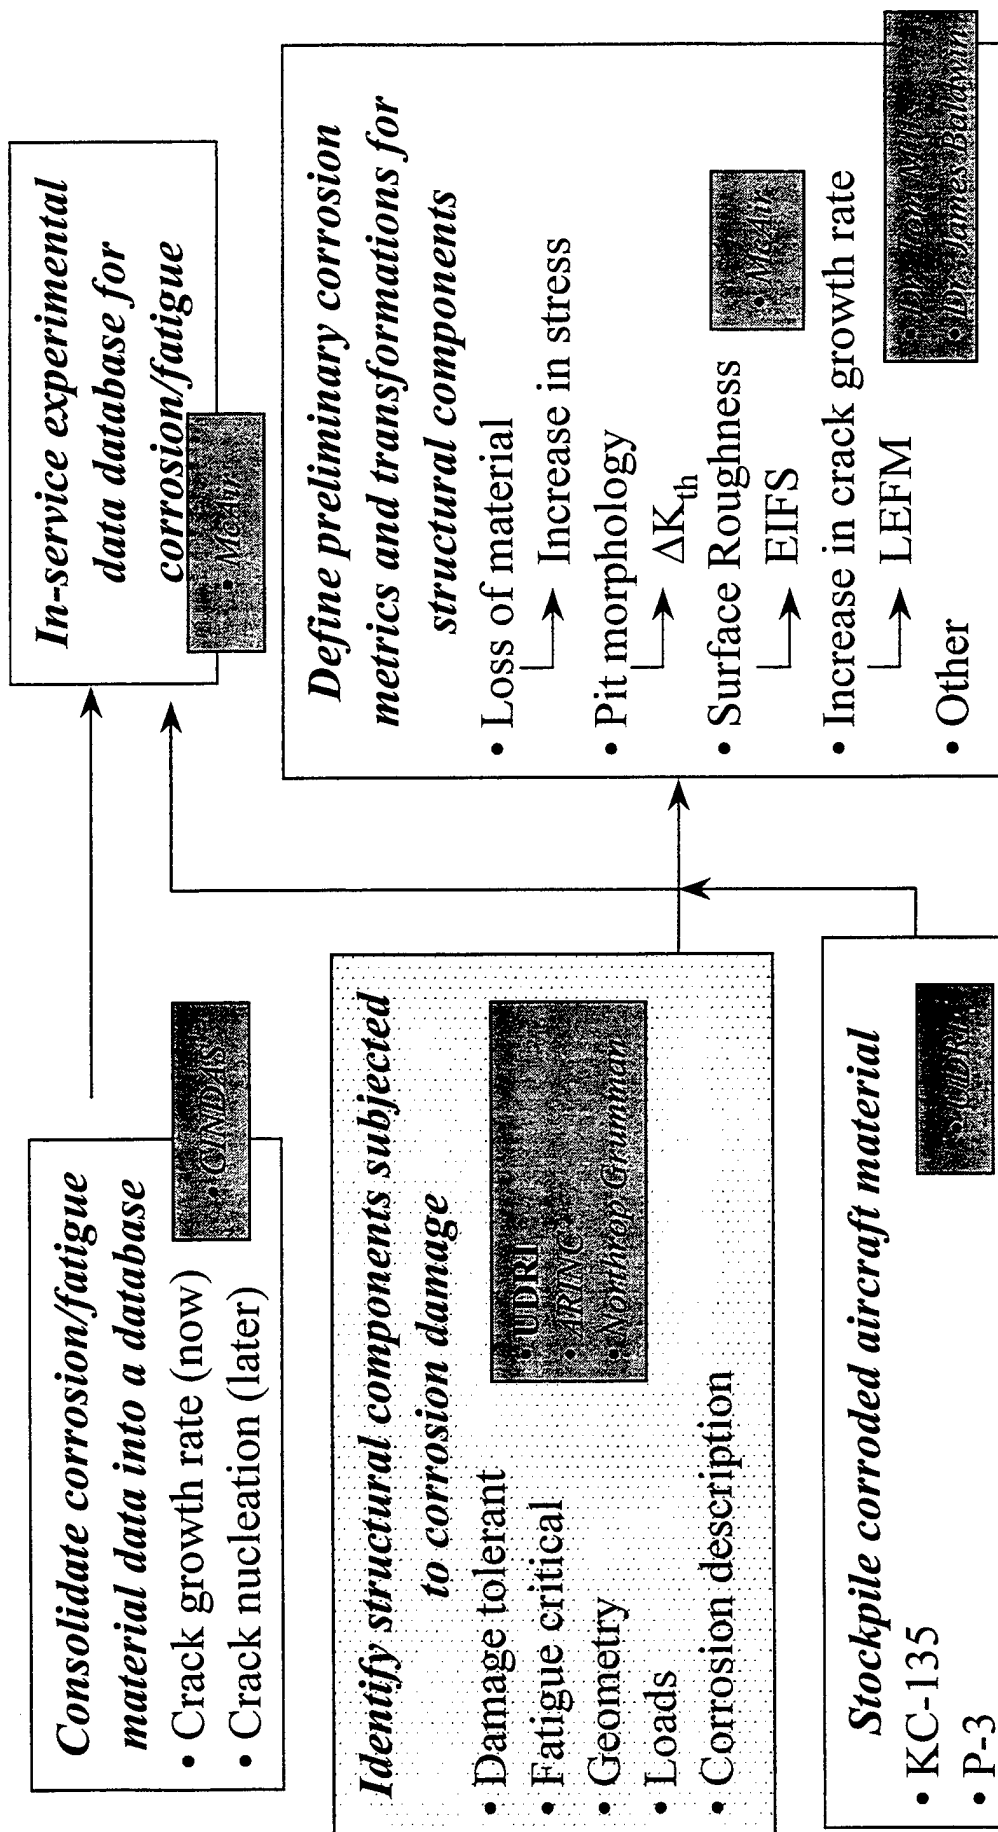 Consolidate corrosion/fatigue
material data into a database
• Crack growth rate (now)
• Crack nucleation (later)
• CINDAS
In-service experimental
data database for
corrosion/fatigue
• McAir
Identify structural components subjected
to corrosion damage
• Damage tolerant
• Fatigue critical
• Geometry
• Loads
• Corrosion description
• UDRI
• ARINC
• Northrop Grumman
Define preliminary corrosion
metrics and transformations for
structural components
• Loss of material
Increase in stress
• Pit morphology
ΔKth
• Surface Roughness
EIFS
• McAir
• Increase in crack growth rate
LEFM
• Other
• Dr.
• Dr. James Baldwin
Stockpile corroded aircraft material
• KC-135
• P-3
• UDRI